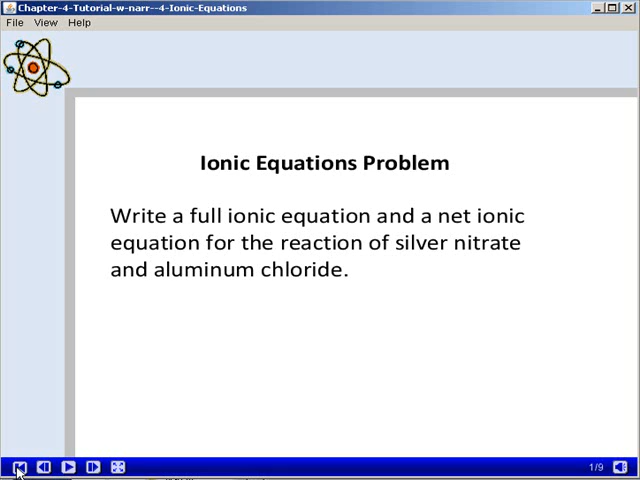 Chapter-4-Tutorial-w-narr--4-Ionic-Equations
File View Help
Ionic Equations Problem
Write a full ionic equation and a net ionic
equation for the reaction of silver nitrate
and aluminum chloride.
1/9